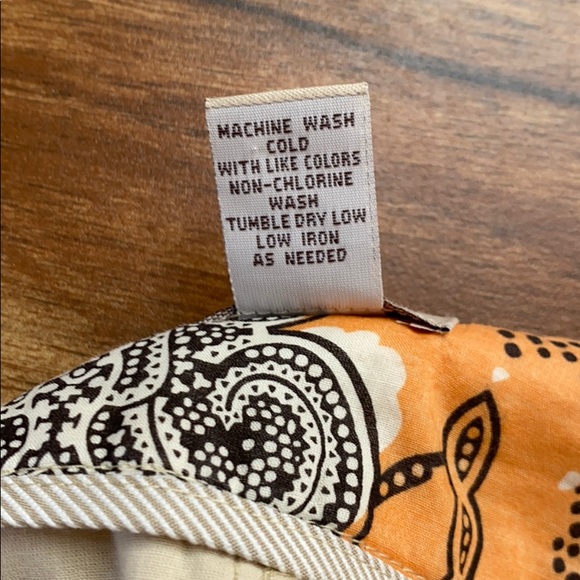 MACHINE WASH
COLD
WITH LIKE COLORS
NON-CHLORINE
WASH
TUMBLE DRY LOW
LOW IRON
AS NEEDED